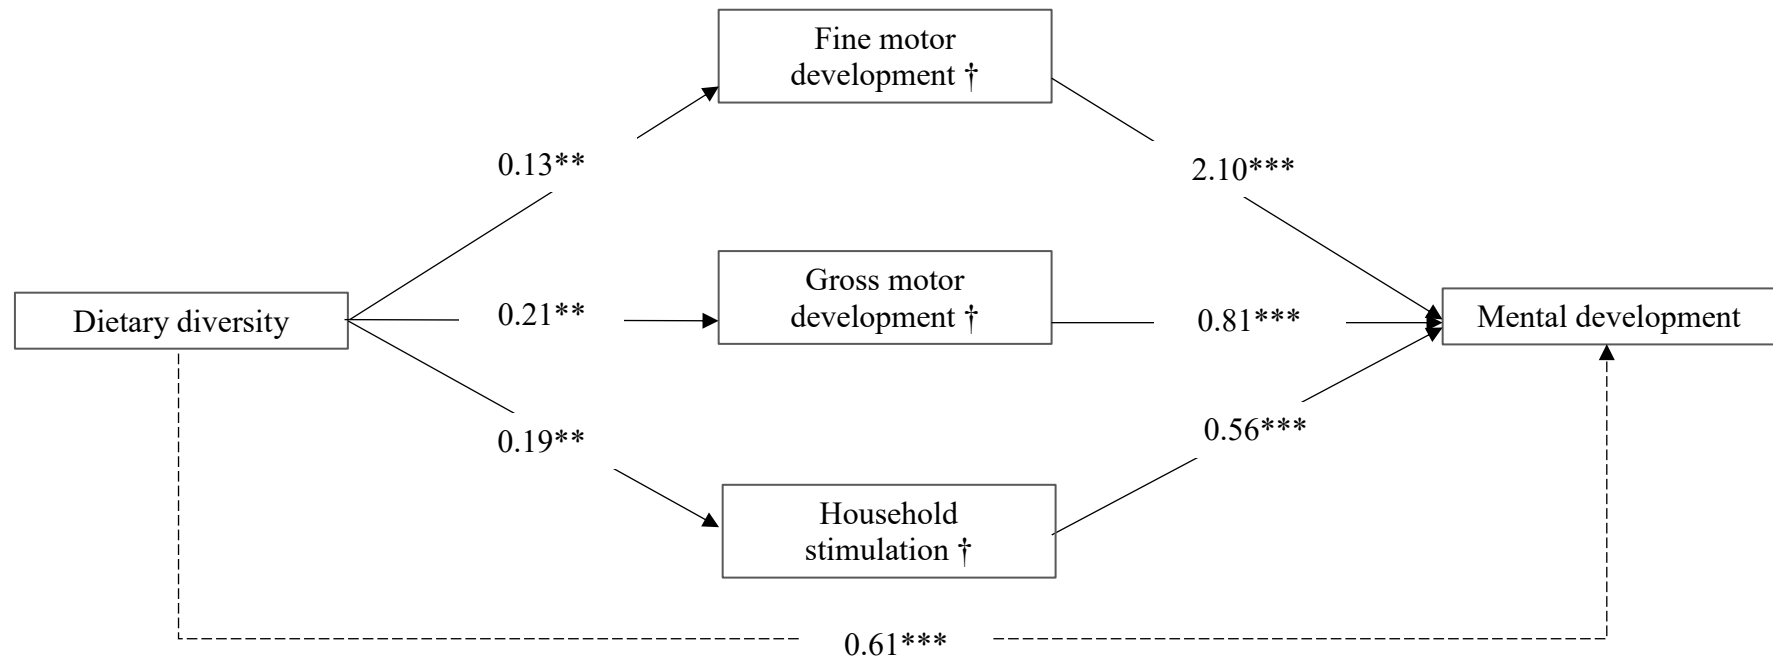 Fine motor
development †
0.13**
2.10***
Dietary diversity
0.21**
Gross motor
development †
0.81***
Mental development
0.19**
0.56***
Household
stimulation †
0.61***